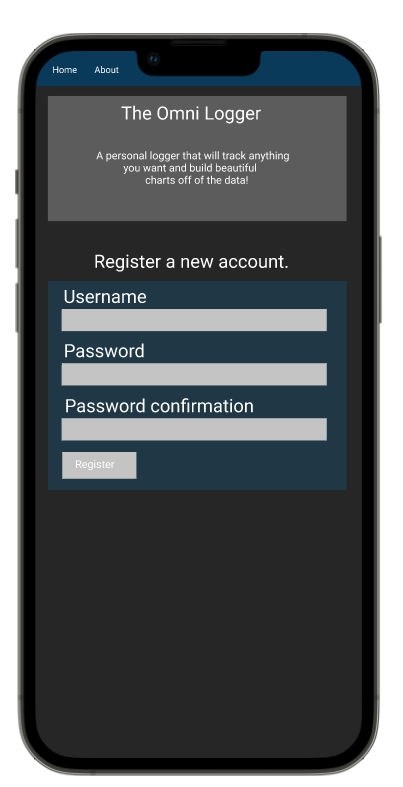 Home About
The Omni Logger
A personal logger that will track anything
you want and build beautiful
charts off of the data!
Register a new account.
Username
Password
Password confirmation
Register